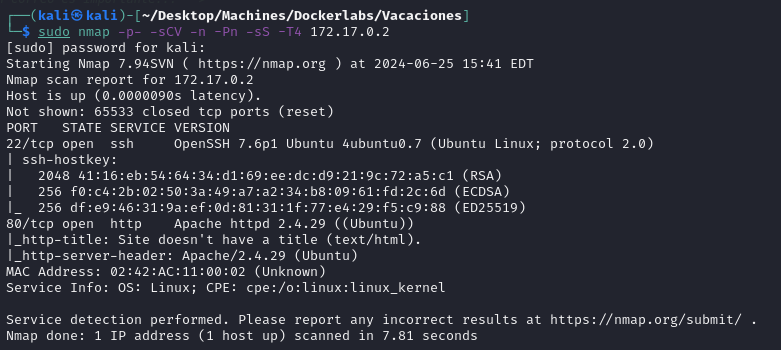 ┌──(kali㉿kali)-[~/Desktop/Machines/Dockerlabs/Vacaciones]
└─$ sudo nmap -p- -sCV -n -Pn -sS -T4 172.17.0.2
[sudo] password for kali:
Starting Nmap 7.94SVN ( https://nmap.org ) at 2024-06-25 15:41 EDT
Nmap scan report for 172.17.0.2
Host is up (0.0000090s latency).
Not shown: 65533 closed tcp ports (reset)
PORT   STATE SERVICE VERSION
22/tcp open  ssh     OpenSSH 7.6p1 Ubuntu 4ubuntu0.7 (Ubuntu Linux; protocol 2.0)
| ssh-hostkey:
|   2048 41:16:eb:54:64:34:d1:69:ee:dc:d9:21:9c:72:a5:c1 (RSA)
|   256 f0:c4:2b:02:50:3a:49:a7:a2:34:b8:09:61:fd:2c:6d (ECDSA)
|_  256 df:e9:46:31:9a:ef:0d:81:31:1f:77:e4:29:f5:c9:88 (ED25519)
80/tcp open  http    Apache httpd 2.4.29 ((Ubuntu))
|_http-title: Site doesn't have a title (text/html).
|_http-server-header: Apache/2.4.29 (Ubuntu)
MAC Address: 02:42:AC:11:00:02 (Unknown)
Service Info: OS: Linux; CPE: cpe:/o:linux:linux_kernel

Service detection performed. Please report any incorrect results at https://nmap.org/submit/ .
Nmap done: 1 IP address (1 host up) scanned in 7.81 seconds